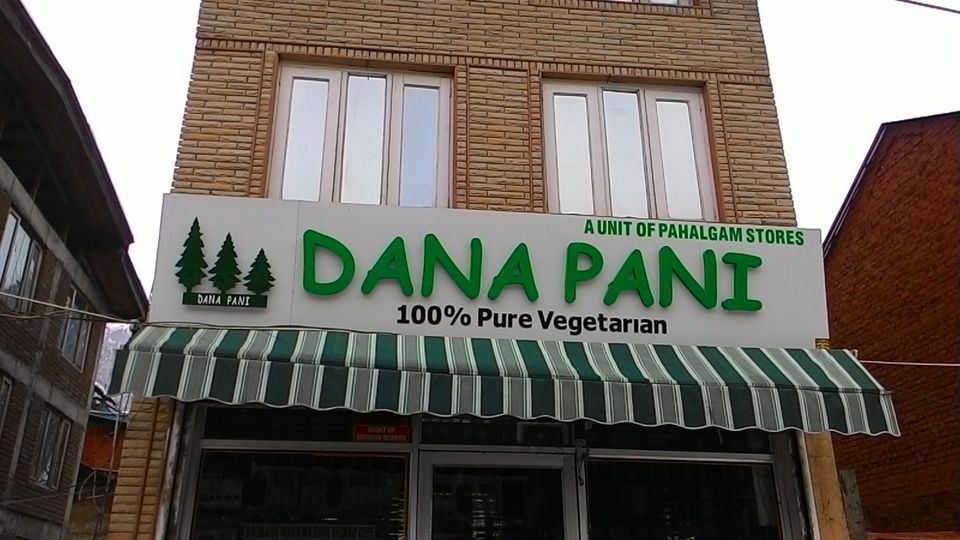 A UNIT OF PAHALGAM STORES
DANA PANI
100% Pure Vegetarian
DANA PANI
RIGHT OF
ADMISSION RESERVED